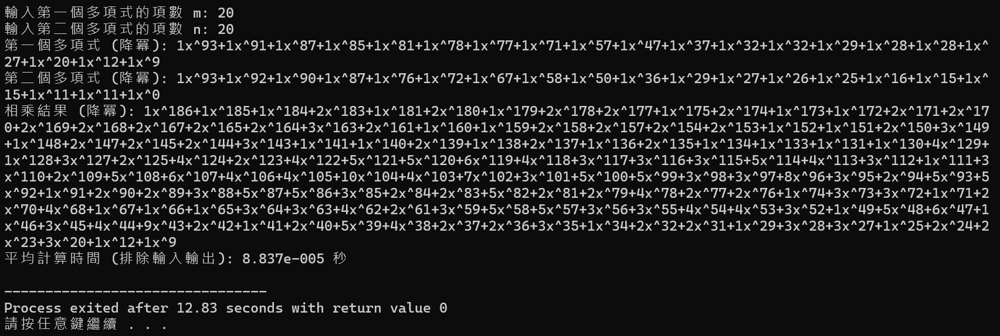 輸入第一個多項式的項數 m: 20
輸入第二個多項式的項數 n: 20
第一個多項式 (降冪): 1x^93+1x^91+1x^87+1x^85+1x^81+1x^78+1x^77+1x^71+1x^57+1x^47+1x^37+1x^32+1x^32+1x^29+1x^28+1x^28+1x^
27+1x^20+1x^12+1x^9
第二個多項式 (降冪): 1x^93+1x^92+1x^90+1x^87+1x^76+1x^72+1x^67+1x^58+1x^50+1x^36+1x^29+1x^27+1x^26+1x^25+1x^16+1x^15+1x^
15+1x^11+1x^11+1x^0
相乘結果 (降冪): 1x^186+1x^185+1x^184+2x^183+1x^181+2x^180+1x^179+2x^178+2x^177+1x^175+2x^174+1x^173+1x^172+2x^171+2x^17
0+2x^169+2x^168+2x^167+2x^165+2x^164+3x^163+2x^161+1x^160+1x^159+2x^158+2x^157+2x^154+2x^153+1x^152+1x^151+2x^150+3x^149
+1x^148+2x^147+2x^145+2x^144+3x^143+1x^141+1x^140+2x^139+1x^138+2x^137+1x^136+2x^135+1x^134+1x^133+1x^131+1x^130+4x^129+
1x^128+3x^127+2x^125+4x^124+2x^123+4x^122+5x^121+5x^120+6x^119+4x^118+3x^117+3x^116+3x^115+5x^114+4x^113+3x^112+1x^111+3
x^110+2x^109+5x^108+6x^107+4x^106+4x^105+10x^104+4x^103+7x^102+3x^101+5x^100+5x^99+3x^98+3x^97+8x^96+3x^95+2x^94+5x^93+5
x^92+1x^91+2x^90+2x^89+3x^88+5x^87+5x^86+3x^85+2x^84+2x^83+5x^82+2x^81+2x^79+4x^78+2x^77+2x^76+1x^74+3x^73+3x^72+1x^71+2
x^70+4x^68+1x^67+1x^66+1x^65+3x^64+3x^63+4x^62+2x^61+3x^59+5x^58+5x^57+3x^56+3x^55+4x^54+4x^53+3x^52+1x^49+5x^48+6x^47+1
x^46+3x^45+4x^44+9x^43+2x^42+1x^41+2x^40+5x^39+4x^38+2x^37+2x^36+3x^35+1x^34+2x^32+2x^31+1x^29+3x^28+3x^27+1x^25+2x^24+2
x^23+3x^20+1x^12+1x^9
平均計算時間 (排除輸入輸出): 8.837e-005 秒
--------------------------------
Process exited after 12.83 seconds with return value 0
請按任意鍵繼續 . . .